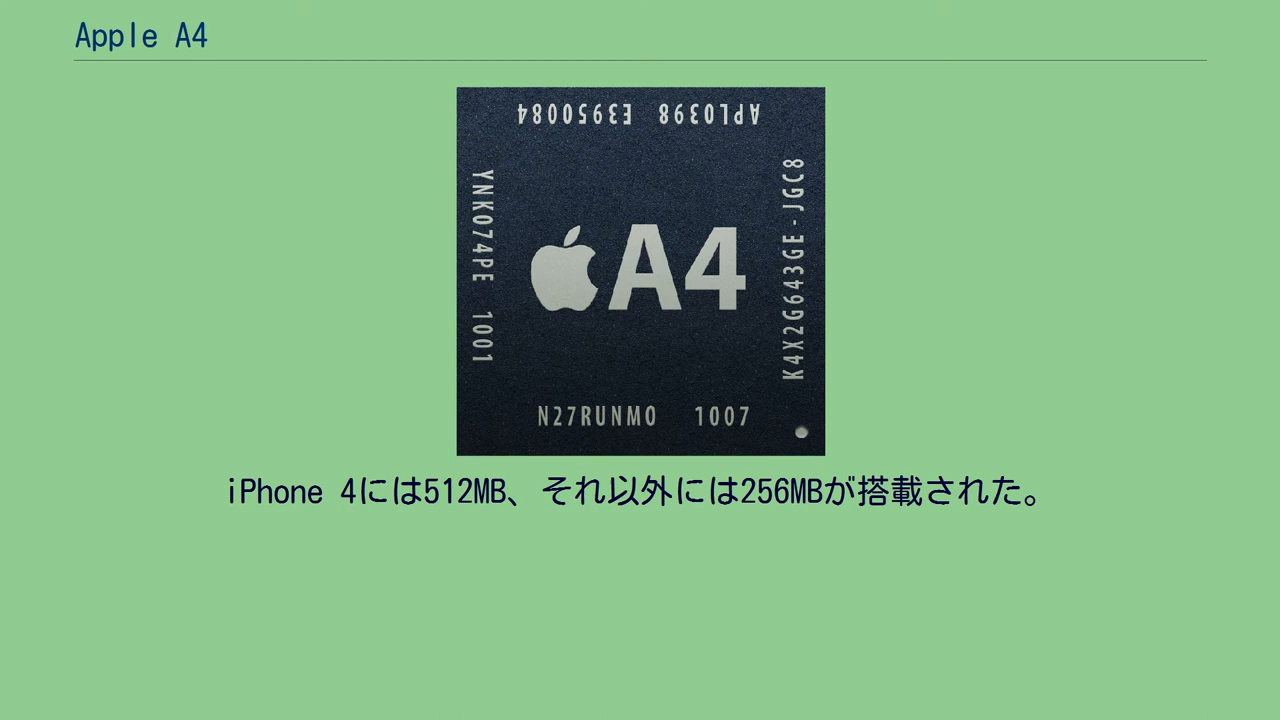 Apple A4
APL0398 E3950084
YNK074PE 1001
K4X2G643GE-JGC8
A4
N27RUNMO 1007
iPhone 4には512MB、それ以外には256MBが搭載された。